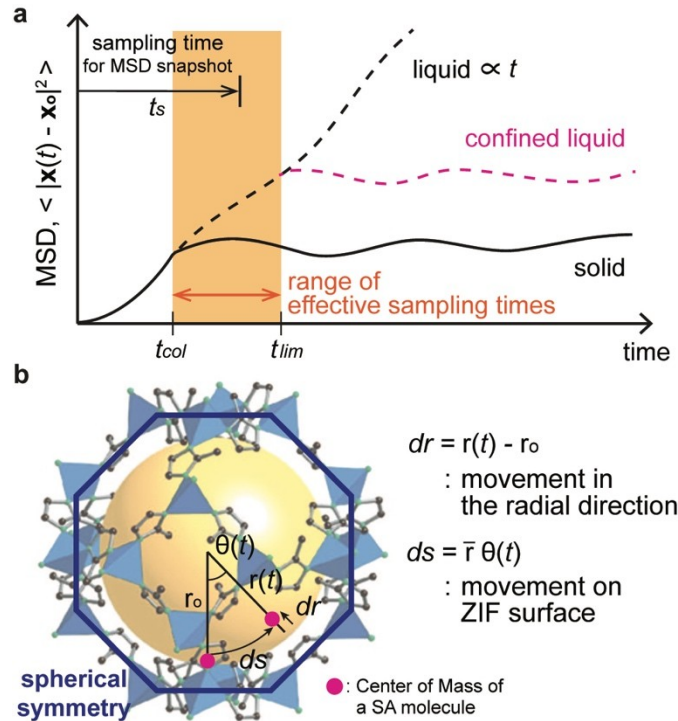 a
sampling time
for MSD snapshot
tₛ
liquid ∝ t
confined liquid
solid
range of
effective sampling times
MSD, < |x(t) - xₒ|² >
t_col
t_lim
time
b
θ(t)
rₒ
r(t)
dr
ds
spherical
symmetry
dr = r(t) - rₒ
: movement in
the radial direction
ds = r̄ θ(t)
: movement on
ZIF surface
: Center of Mass of
a SA molecule